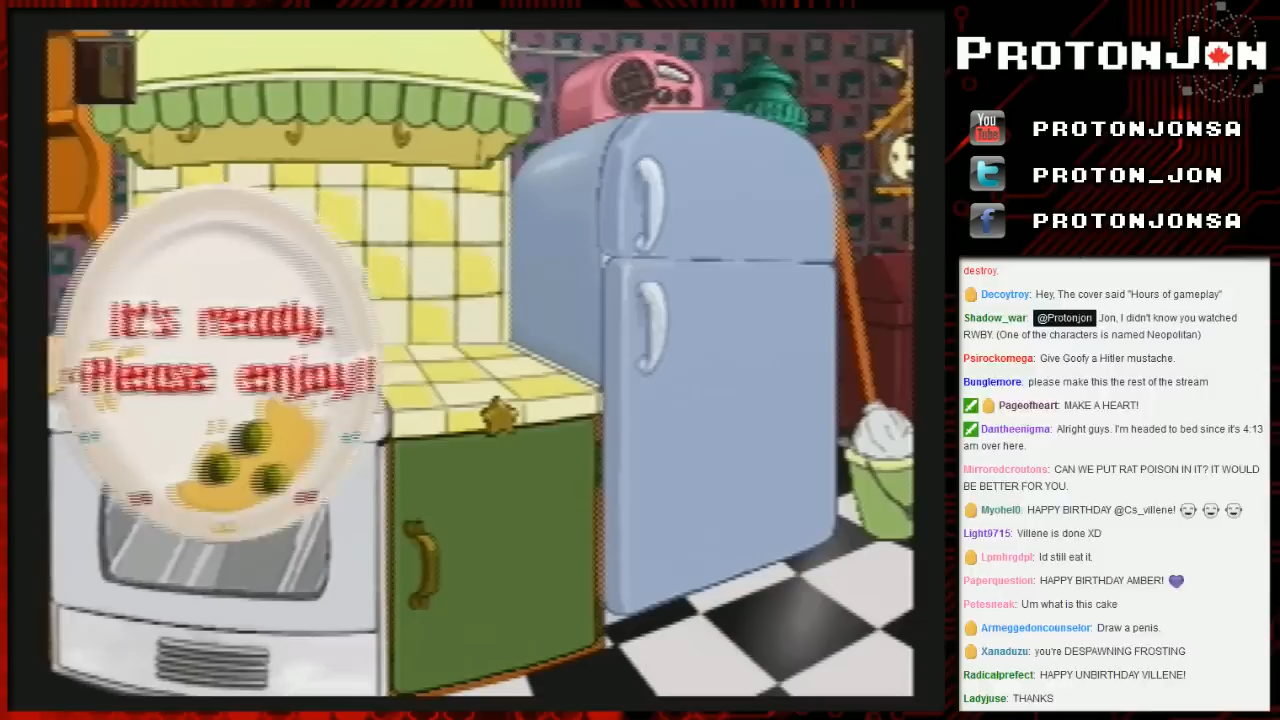 PROTONJON
You Tube PROTONJONSA
PROTON_JON
f PROTONJONSA
It's ready.
Please enjoy!!
destroy.
Decoytroy: Hey, The cover said "Hours of gameplay"
Shadow_war: @Protonjon Jon, I didn't know you watched
RWBY. (One of the characters is named Neopolitan)
Psirockomega: Give Goofy a Hitler mustache.
Bunglemore: please make this the rest of the stream
Pageofheart: MAKE A HEART!
Dantheenigma: Alright guys. I'm headed to bed since it's 4:13
am over here.
Mirroredcroutons: CAN WE PUT RAT POISON IN IT? IT WOULD
BE BETTER FOR YOU.
Myohel0: HAPPY BIRTHDAY @Cs_villene!
Light9715: Villene is done XD
Lpmhrgdpl: Id still eat it.
Paperquestion: HAPPY BIRTHDAY AMBER!
Petesneak: Um what is this cake
Armeggedoncounselor: Draw a penis.
Xanaduzu: you're DESPAWNING FROSTING
Radicalprefect: HAPPY UNBIRTHDAY VILLENE!
Ladyjuse: THANKS